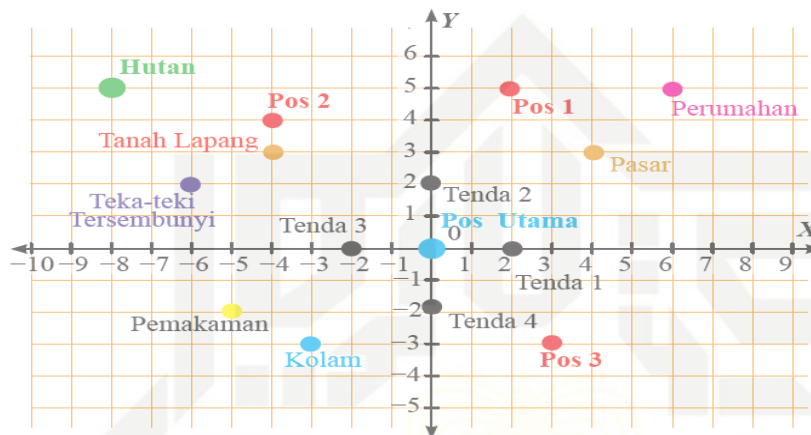 Y
6
Hutan
5
Pos 2
Pos 1
Perumahan
4
Tanah Lapang
3
Pasar
2
Teka-teki
Tersembunyi
Tenda 2
1
Tenda 3
Pos Utama
0
X
−10 −9 −8 −7 −6 −5 −4 −3 −2 −1 1 2 3 4 5 6 7 8 9
−1
Tenda 1
−2
Pemakaman
Tenda 4
−3
Kolam
Pos 3
−4
−5